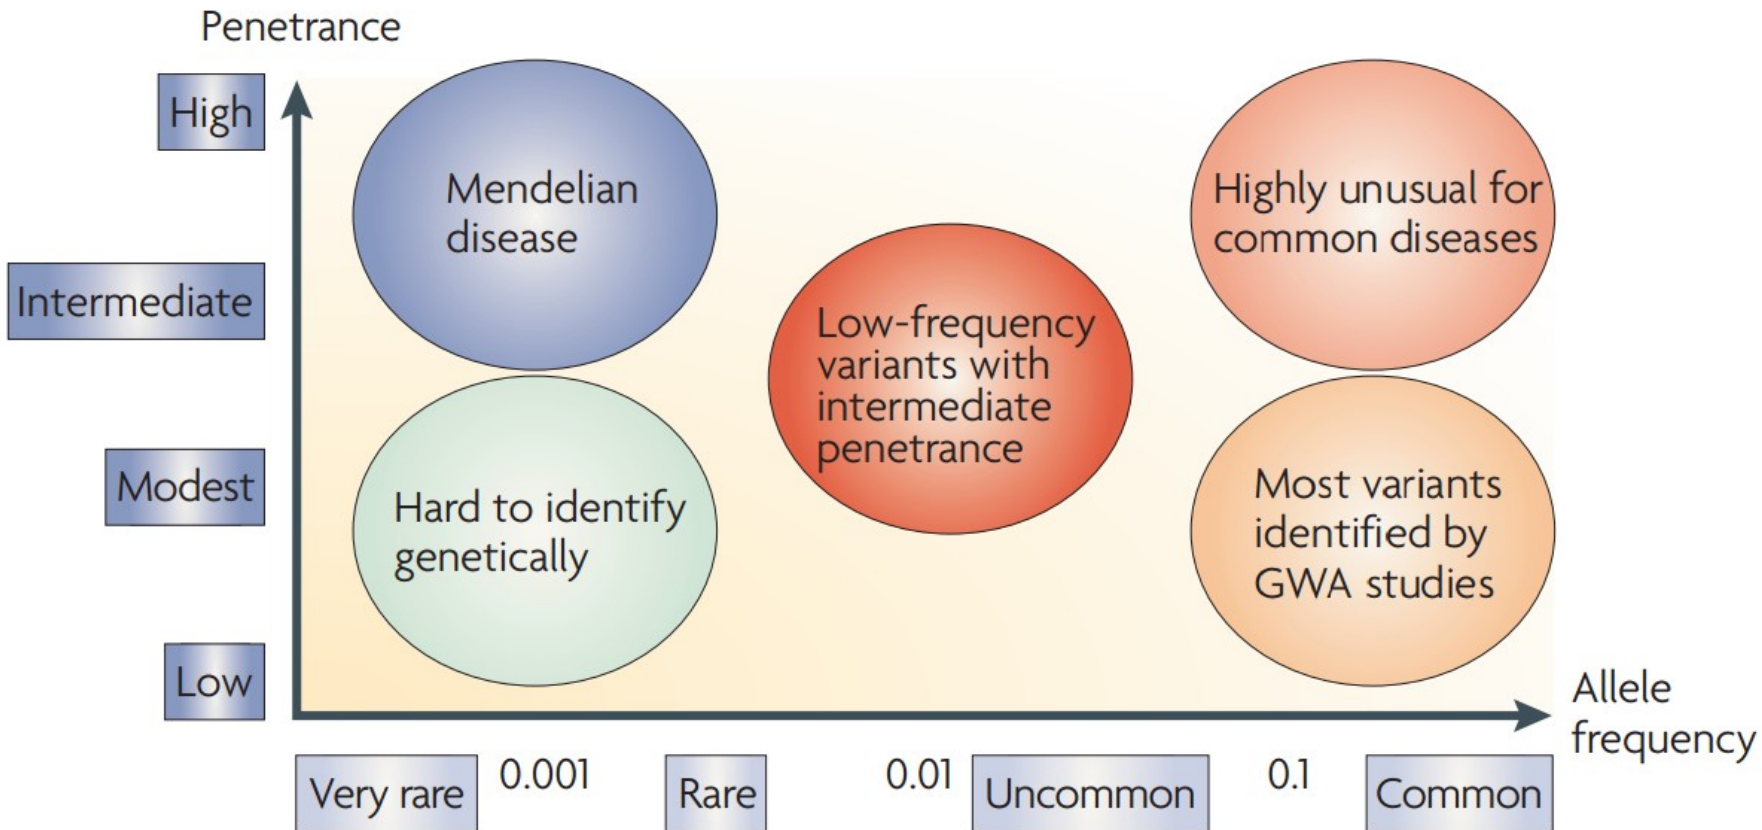 Penetrance
High
Intermediate
Modest
Low
Mendelian
disease
Hard to identify
genetically
Low-frequency
variants with
intermediate
penetrance
Highly unusual for
common diseases
Most variants
identified by
GWA studies
Allele
frequency
Very rare
0.001
Rare
0.01
Uncommon
0.1
Common